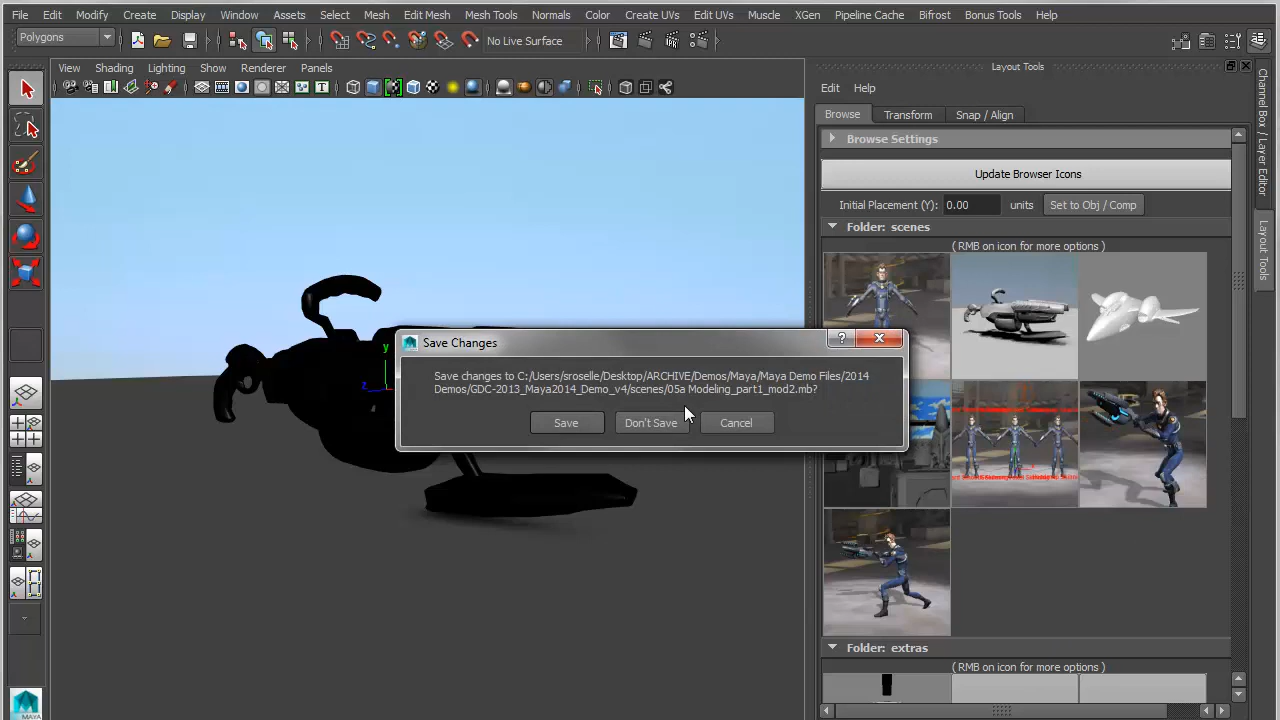 File Edit Modify Create Display Window Assets Select Mesh Edit Mesh Mesh Tools Normals Color Create UVs Edit UVs Muscle XGen Pipeline Cache Bifrost Bonus Tools Help
Polygons
No Live Surface
View Shading Lighting Show Renderer Panels
Layout Tools
Edit Help
Browse Transform Snap / Align
Browse Settings
Update Browser Icons
Initial Placement (Y): 0.00 units Set to Obj / Comp
Folder: scenes
( RMB on icon for more options )
Save Changes
Save changes to C:/Users/sroselle/Desktop/ARCHIVE/Demos/Maya/Maya Demo Files/2014
Demos/GDC-2013_Maya2014_Demo_v4/scenes/05a Modeling_part1_mod2.mb?
Save Don't Save Cancel
y
z
Folder: extras
( RMB on icon for more options )
Channel Box / Layer Editor
Layout Tools
MAYA